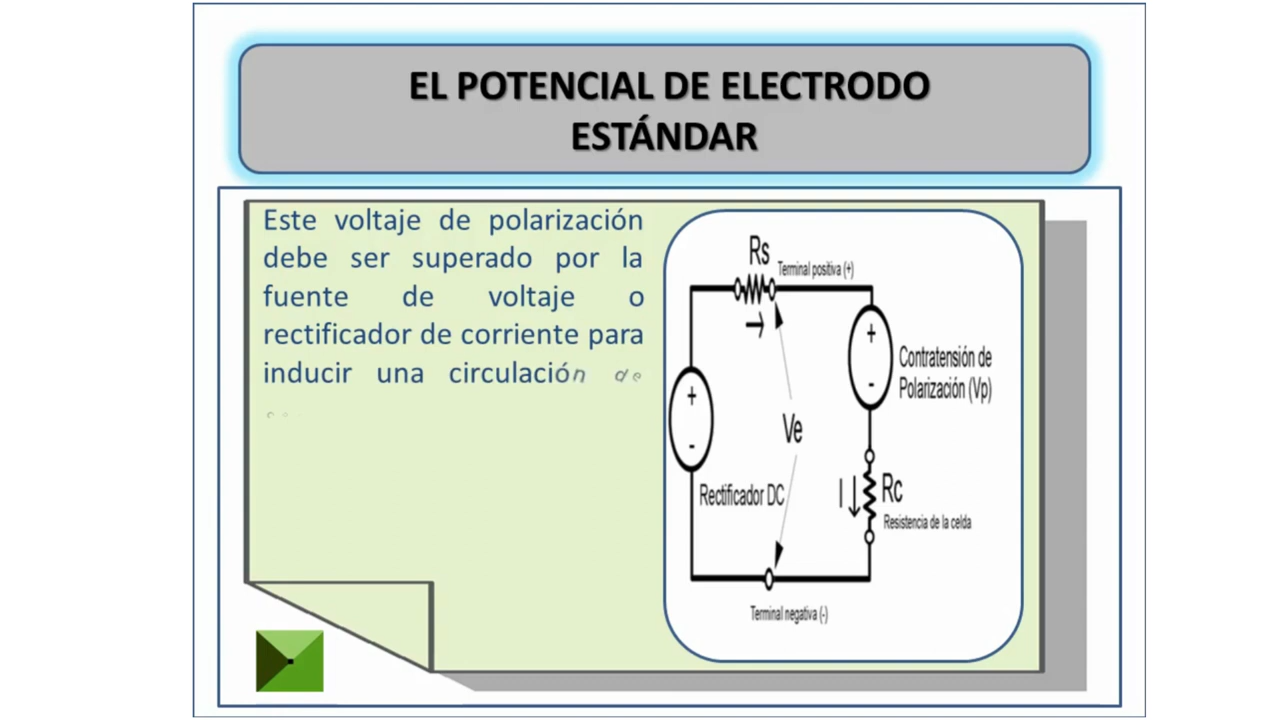 EL POTENCIAL DE ELECTRODO
ESTÁNDAR
Este voltaje de polarización
debe ser superado por la
fuente de voltaje o
rectificador de corriente para
inducir una circulación de
Rs
Terminal positiva (+)
+
-
Contratensión de
Polarización (Vp)
+
-
Ve
Rectificador DC
I
Rc
Resistencia de la celda
Terminal negativa (-)